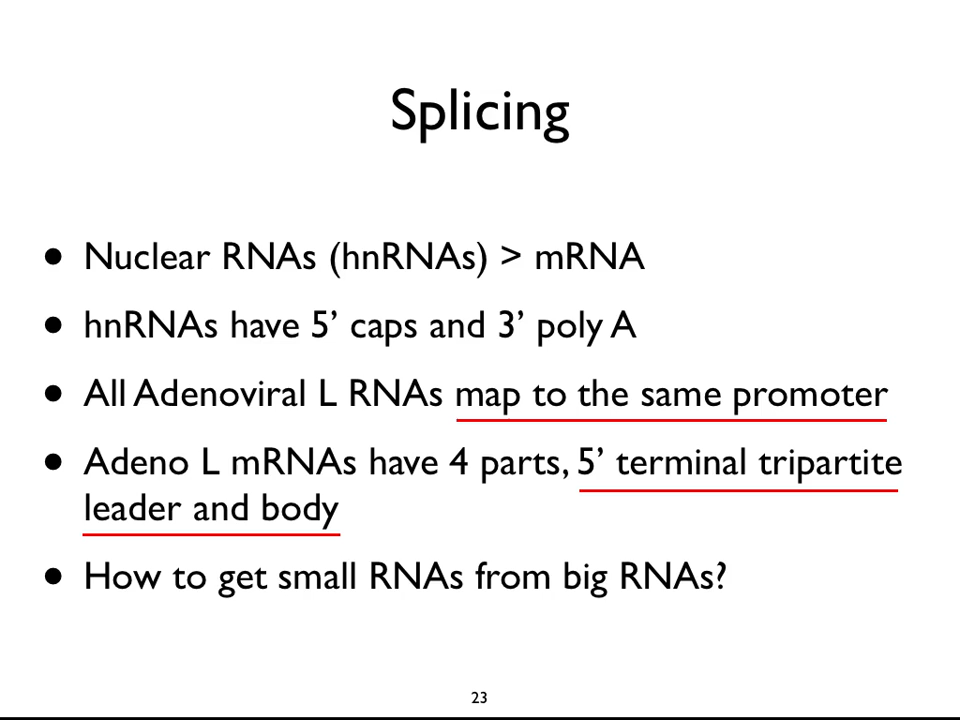 Splicing
• Nuclear RNAs (hnRNAs) > mRNA
• hnRNAs have 5’ caps and 3’ poly A
• All Adenoviral L RNAs map to the same promoter
• Adeno L mRNAs have 4 parts, 5’ terminal tripartite
leader and body
• How to get small RNAs from big RNAs?
23